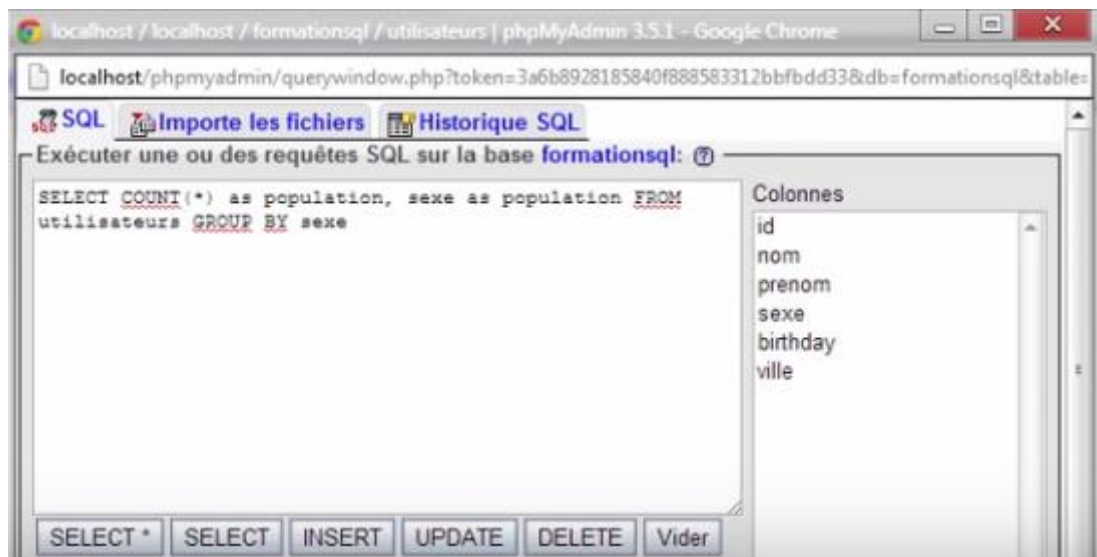 localhost / localhost / formationsql / utilisateurs | phpMyAdmin 3.5.1 - Google Chrome
localhost/phpmyadmin/querywindow.php?token=3a6b8928185840f888583312bbfbdd33&db=formationsql&table=
SQL Importe les fichiers Historique SQL
Exécuter une ou des requêtes SQL sur la base formationsql:
SELECT COUNT(*) as population, sexe as population FROM
utilisateurs GROUP BY sexe
Colonnes
id
nom
prenom
sexe
birthday
ville
SELECT * SELECT INSERT UPDATE DELETE Vider